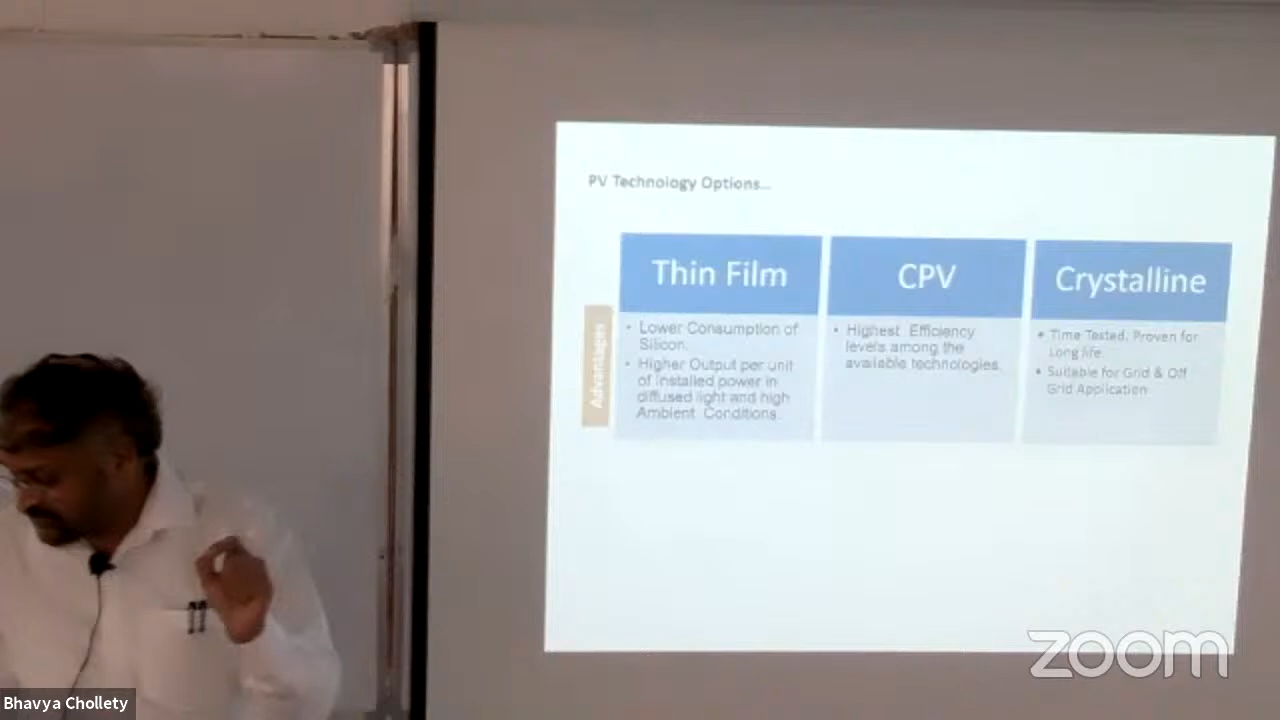 PV Technology Options...
Thin Film
CPV
Crystalline
Advantages
• Lower Consumption of
Silicon.
• Higher Output per unit
of installed power in
diffused light and high
Ambient Conditions.
• Highest Efficiency
levels among the
available technologies.
• Time Tested. Proven for
Long life
• Suitable for Grid & Off
Grid Application
zoom
Bhavya Chollety